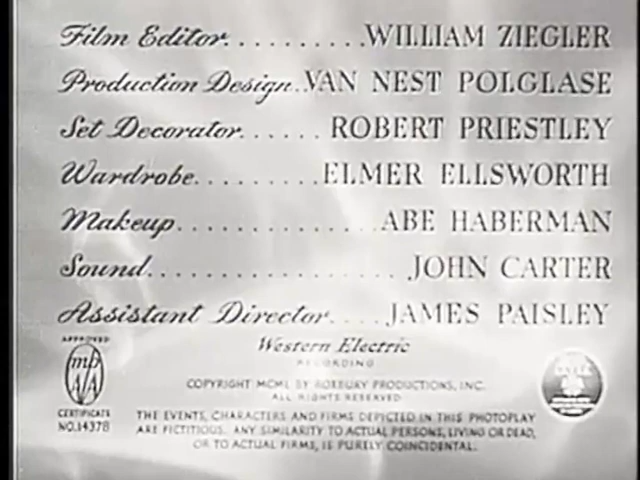 Film Editor..........WILLIAM ZIEGLER
Production Design..VAN NEST POLGLASE
Set Decorator......ROBERT PRIESTLEY
Wardrobe..........ELMER ELLSWORTH
Makeup...............ABE HABERMAN
Sound...................JOHN CARTER
Assistant Director....JAMES PAISLEY
Western Electric
RECORDING
APPROVED
COPYRIGHT MCML BY ROXBURY PRODUCTIONS, INC.
ALL RIGHTS RESERVED
CERTIFICATE
NO.14378
THE EVENTS, CHARACTERS AND FIRMS DEPICTED IN THIS PHOTOPLAY
ARE FICTITIOUS. ANY SIMILARITY TO ACTUAL PERSONS, LIVING OR DEAD,
OR TO ACTUAL FIRMS, IS PURELY COINCIDENTAL.